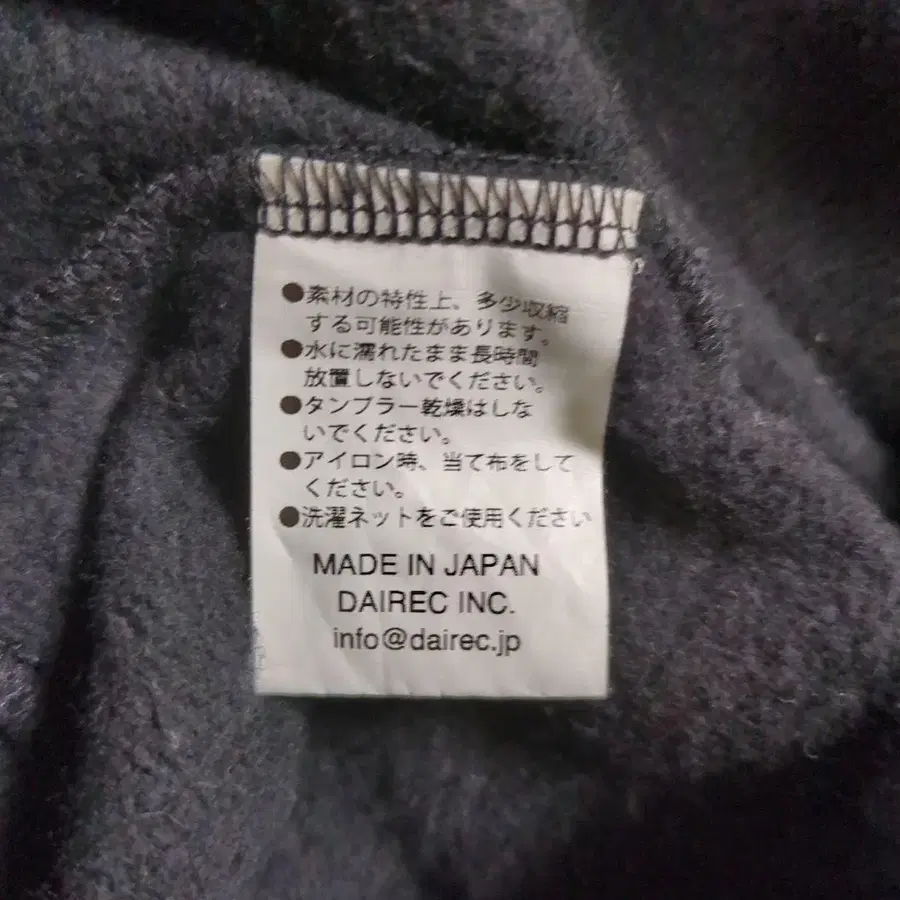 ●素材の特性上、多少収縮
する可能性があります。
●水に濡れたまま長時間
放置しないでください。
●タンブラー乾燥はしな
いでください。
●アイロン時、当て布をして
ください。
●洗濯ネットをご使用ください
MADE IN JAPAN
DAIREC INC.
info@dairec.jp